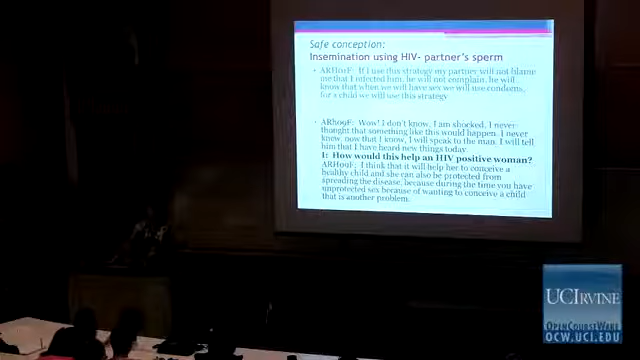 Safe conception:
Insemination using HIV- partner's sperm
• ARH01F: If I use this strategy my partner will not blame
me that I infected him, he will not complain, he will
know that when we will have sex we will use condoms,
for a child we will use this strategy.
• ARH09F: Wow! I don't know, I am shocked, I never
thought that something like this would happen. I never
knew, now that I know, I will speak to the man. I will tell
him that I have heard new things today.
I: How would this help an HIV positive woman?
ARH09F: I think that it will help her to conceive a
healthy child and she can also be protected from
spreading the disease, because during the time you have
unprotected sex because of wanting to conceive a child
that is another problem.
UCIRVINE
OPENCOURSEWARE
OCW.UCI.EDU